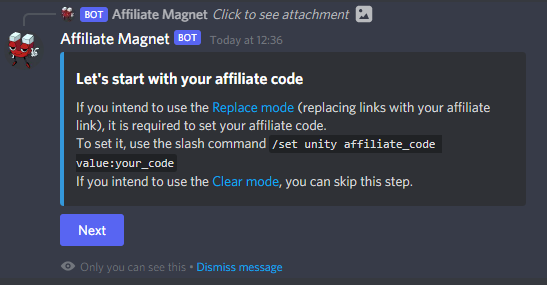 BOT Affiliate Magnet Click to see attachment
Affiliate Magnet BOT Today at 12:36
Let's start with your affiliate code
If you intend to use the Replace mode (replacing links with your affiliate
link), it is required to set your affiliate code.
To set it, use the slash command /set unity affiliate_code
value:your_code
If you intend to use the Clear mode, you can skip this step.
Next
Only you can see this • Dismiss message